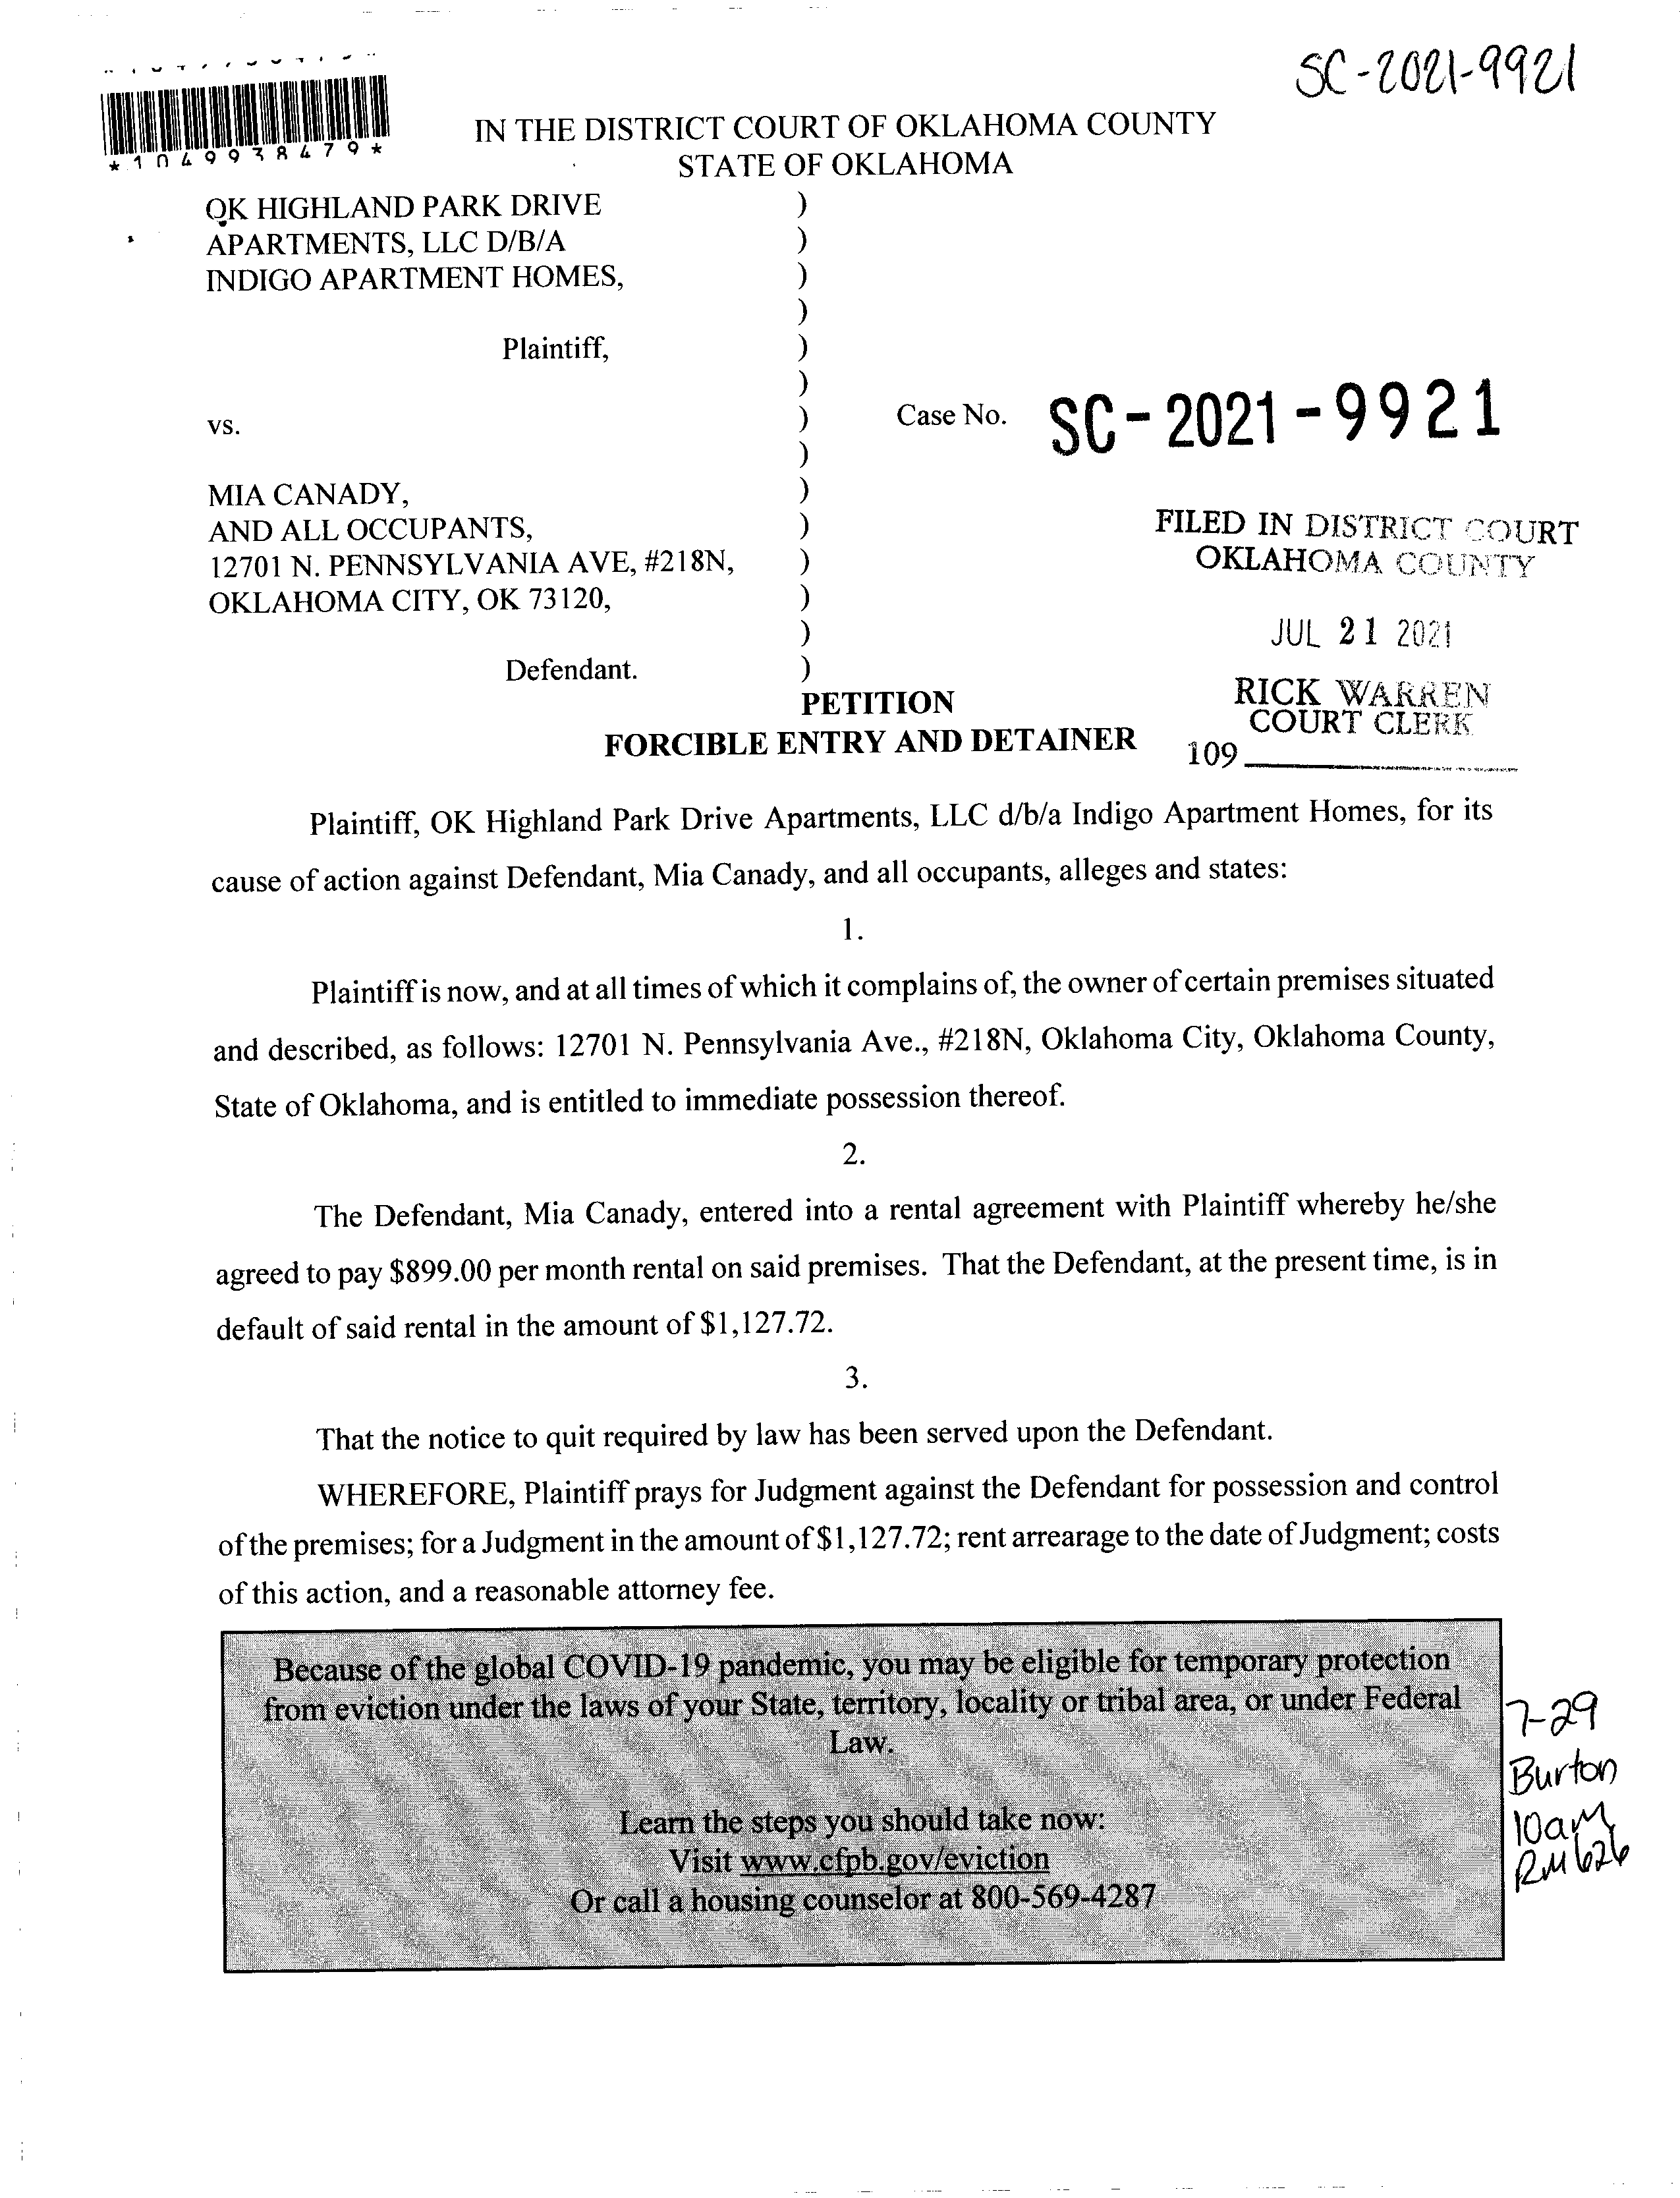 SC-2021-9921
*1049938479*
IN THE DISTRICT COURT OF OKLAHOMA COUNTY
STATE OF OKLAHOMA
OK HIGHLAND PARK DRIVE )
APARTMENTS, LLC D/B/A )
INDIGO APARTMENT HOMES, )
)
Plaintiff, )
)
vs. ) Case No. SC-2021-9921
)
MIA CANADY, )
AND ALL OCCUPANTS, )
12701 N. PENNSYLVANIA AVE, #218N, )
OKLAHOMA CITY, OK 73120, )
)
Defendant. )
FILED IN DISTRICT COURT
OKLAHOMA COUNTY
JUL 21 2021
RICK WARREN
COURT CLERK
109
PETITION
FORCIBLE ENTRY AND DETAINER
Plaintiff, OK Highland Park Drive Apartments, LLC d/b/a Indigo Apartment Homes, for its
cause of action against Defendant, Mia Canady, and all occupants, alleges and states:
1.
Plaintiff is now, and at all times of which it complains of, the owner of certain premises situated
and described, as follows: 12701 N. Pennsylvania Ave., #218N, Oklahoma City, Oklahoma County,
State of Oklahoma, and is entitled to immediate possession thereof.
2.
The Defendant, Mia Canady, entered into a rental agreement with Plaintiff whereby he/she
agreed to pay $899.00 per month rental on said premises. That the Defendant, at the present time, is in
default of said rental in the amount of $1,127.72.
3.
That the notice to quit required by law has been served upon the Defendant.
WHEREFORE, Plaintiff prays for Judgment against the Defendant for possession and control
of the premises; for a Judgment in the amount of $1,127.72; rent arrearage to the date of Judgment; costs
of this action, and a reasonable attorney fee.
Because of the global COVID-19 pandemic, you may be eligible for temporary protection
from eviction under the laws of your State, territory, locality or tribal area, or under Federal
Law.
Learn the steps you should take now:
Visit www.cfpb.gov/eviction
Or call a housing counselor at 800-569-4287
7-29
Burton
10am
RM 626